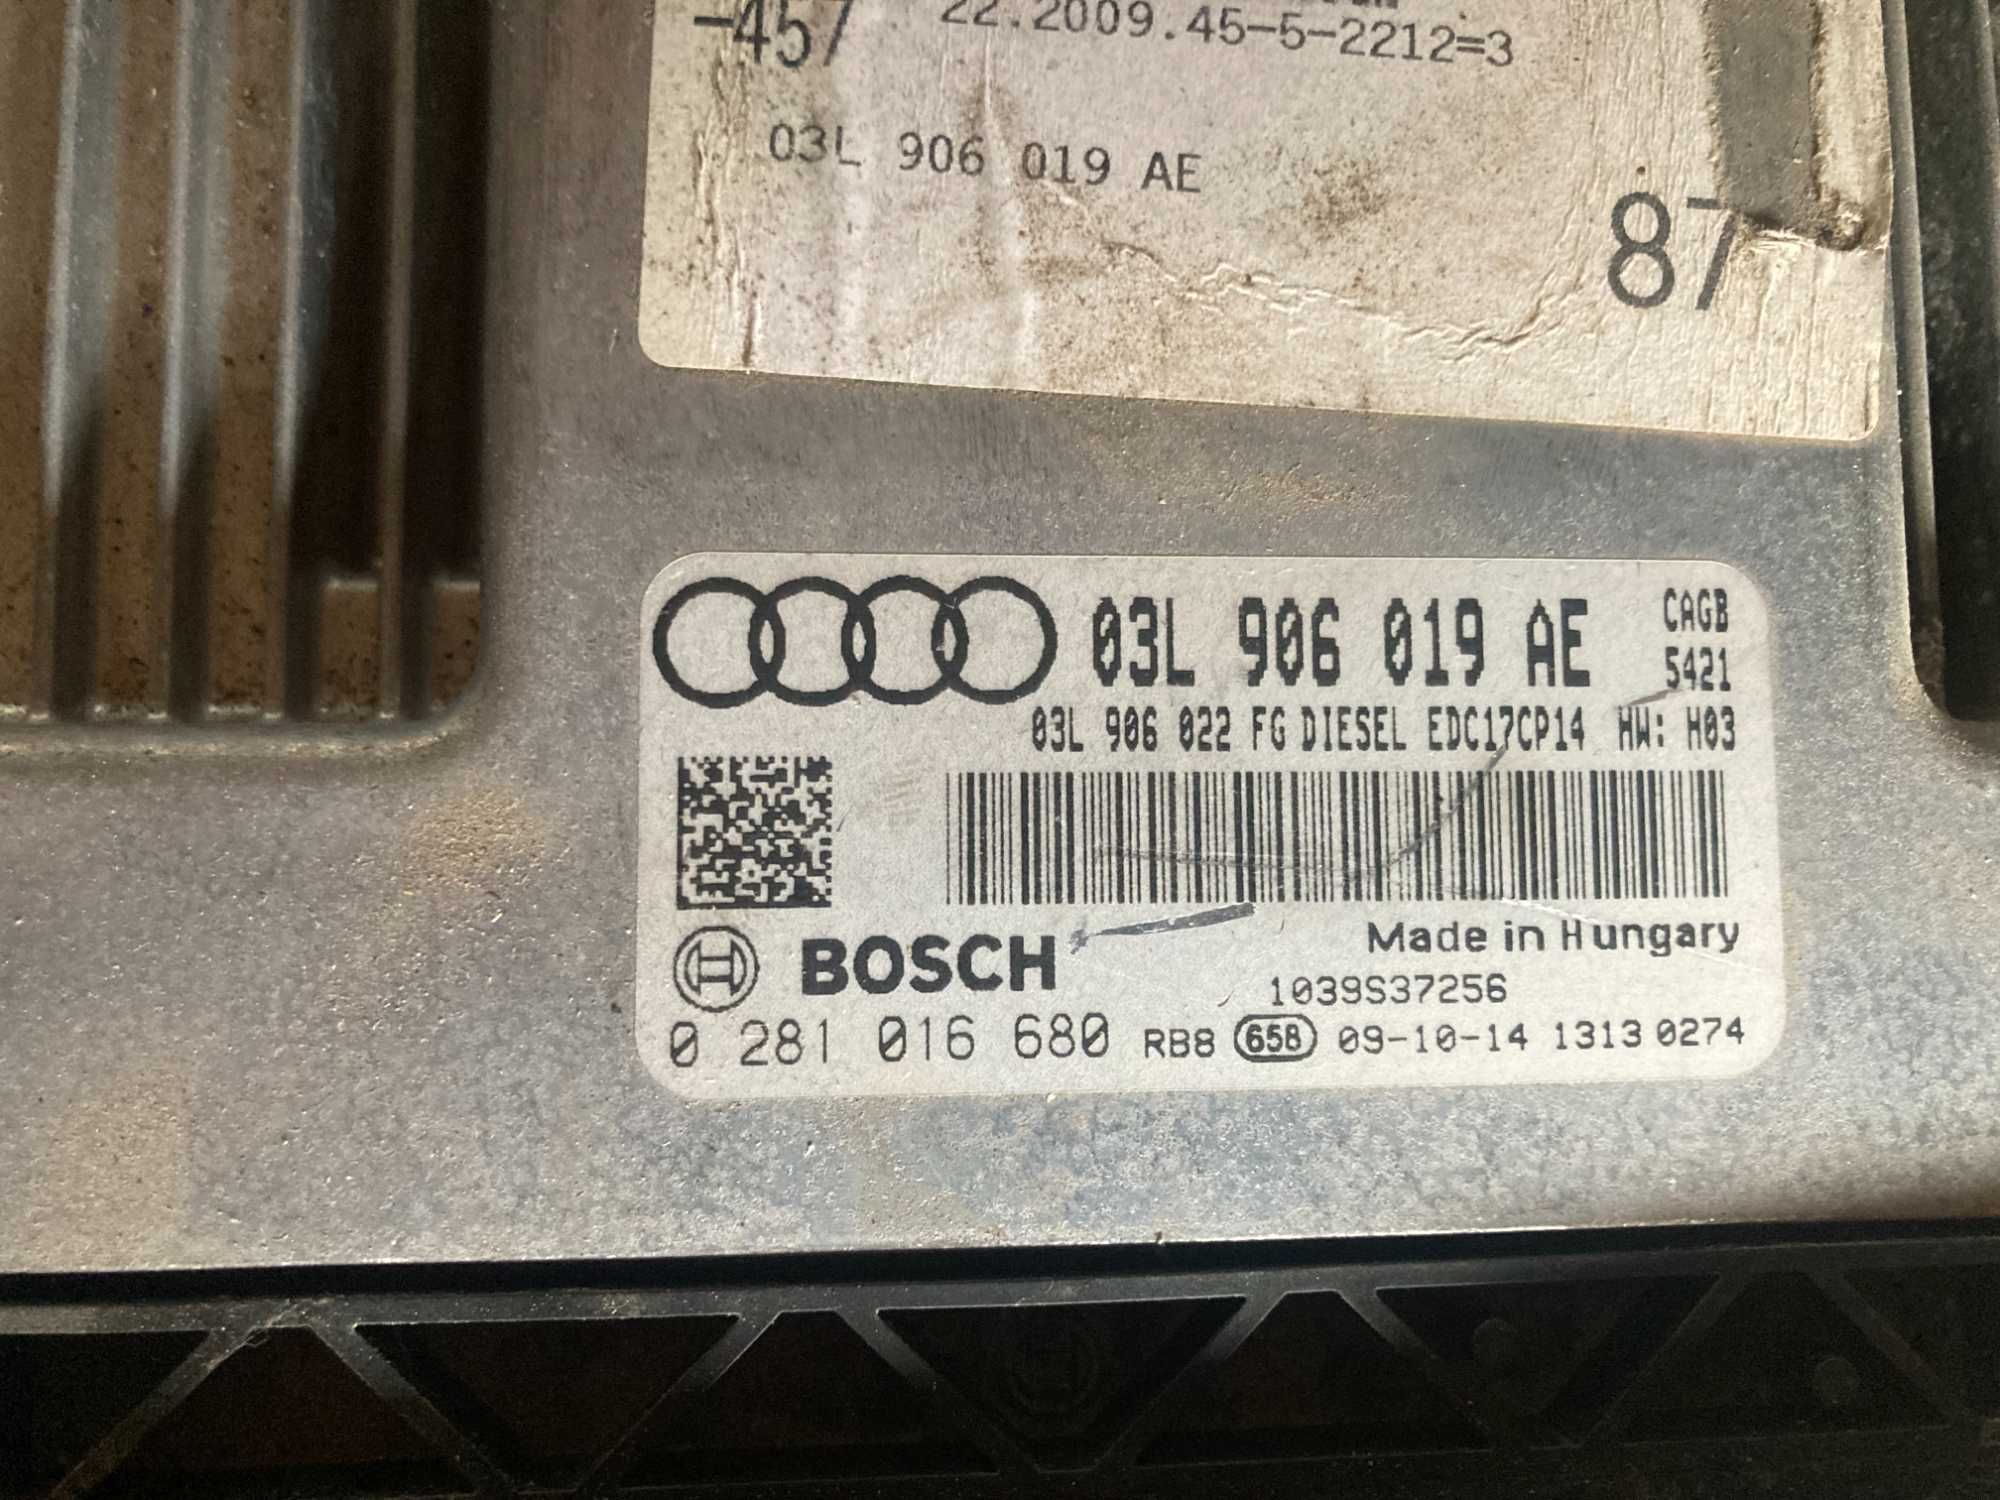 -457 22.2009.45-5-2212=3
03L 906 019 AE
87
03L 906 019 AE CAGB
5421
03L 906 022 FG DIESEL EDC17CP14 HW: H03
BOSCH Made in Hungary
1039S37256
0 281 016 680 RB8 658 09-10-14 1313 0274